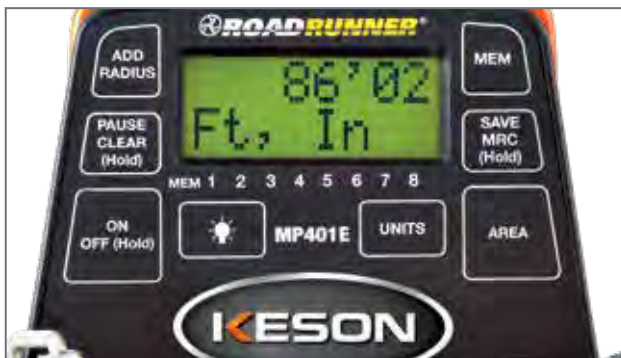 ROADRUNNER®
ADD
RADIUS
MEM
86'02
Ft, In
PAUSE
CLEAR
(Hold)
SAVE
MRC
(Hold)
MEM 1 2 3 4 5 6 7 8
ON
OFF (Hold)
MP401E
UNITS
AREA
KESON